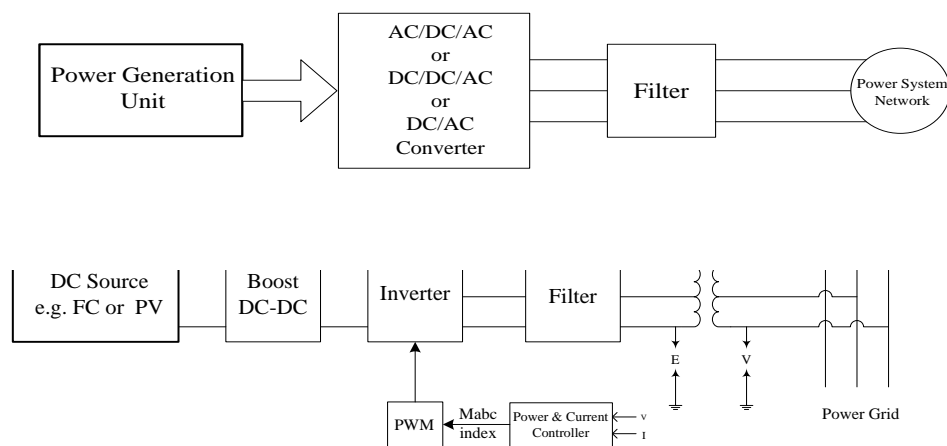 Power Generation
Unit
AC/DC/AC
or
DC/DC/AC
or
DC/AC
Converter
Filter
Power System
Network
DC Source
e.g. FC or PV
Boost
DC-DC
Inverter
Filter
E
V
Power Grid
PWM
Mabc
index
Power & Current
Controller
V
I